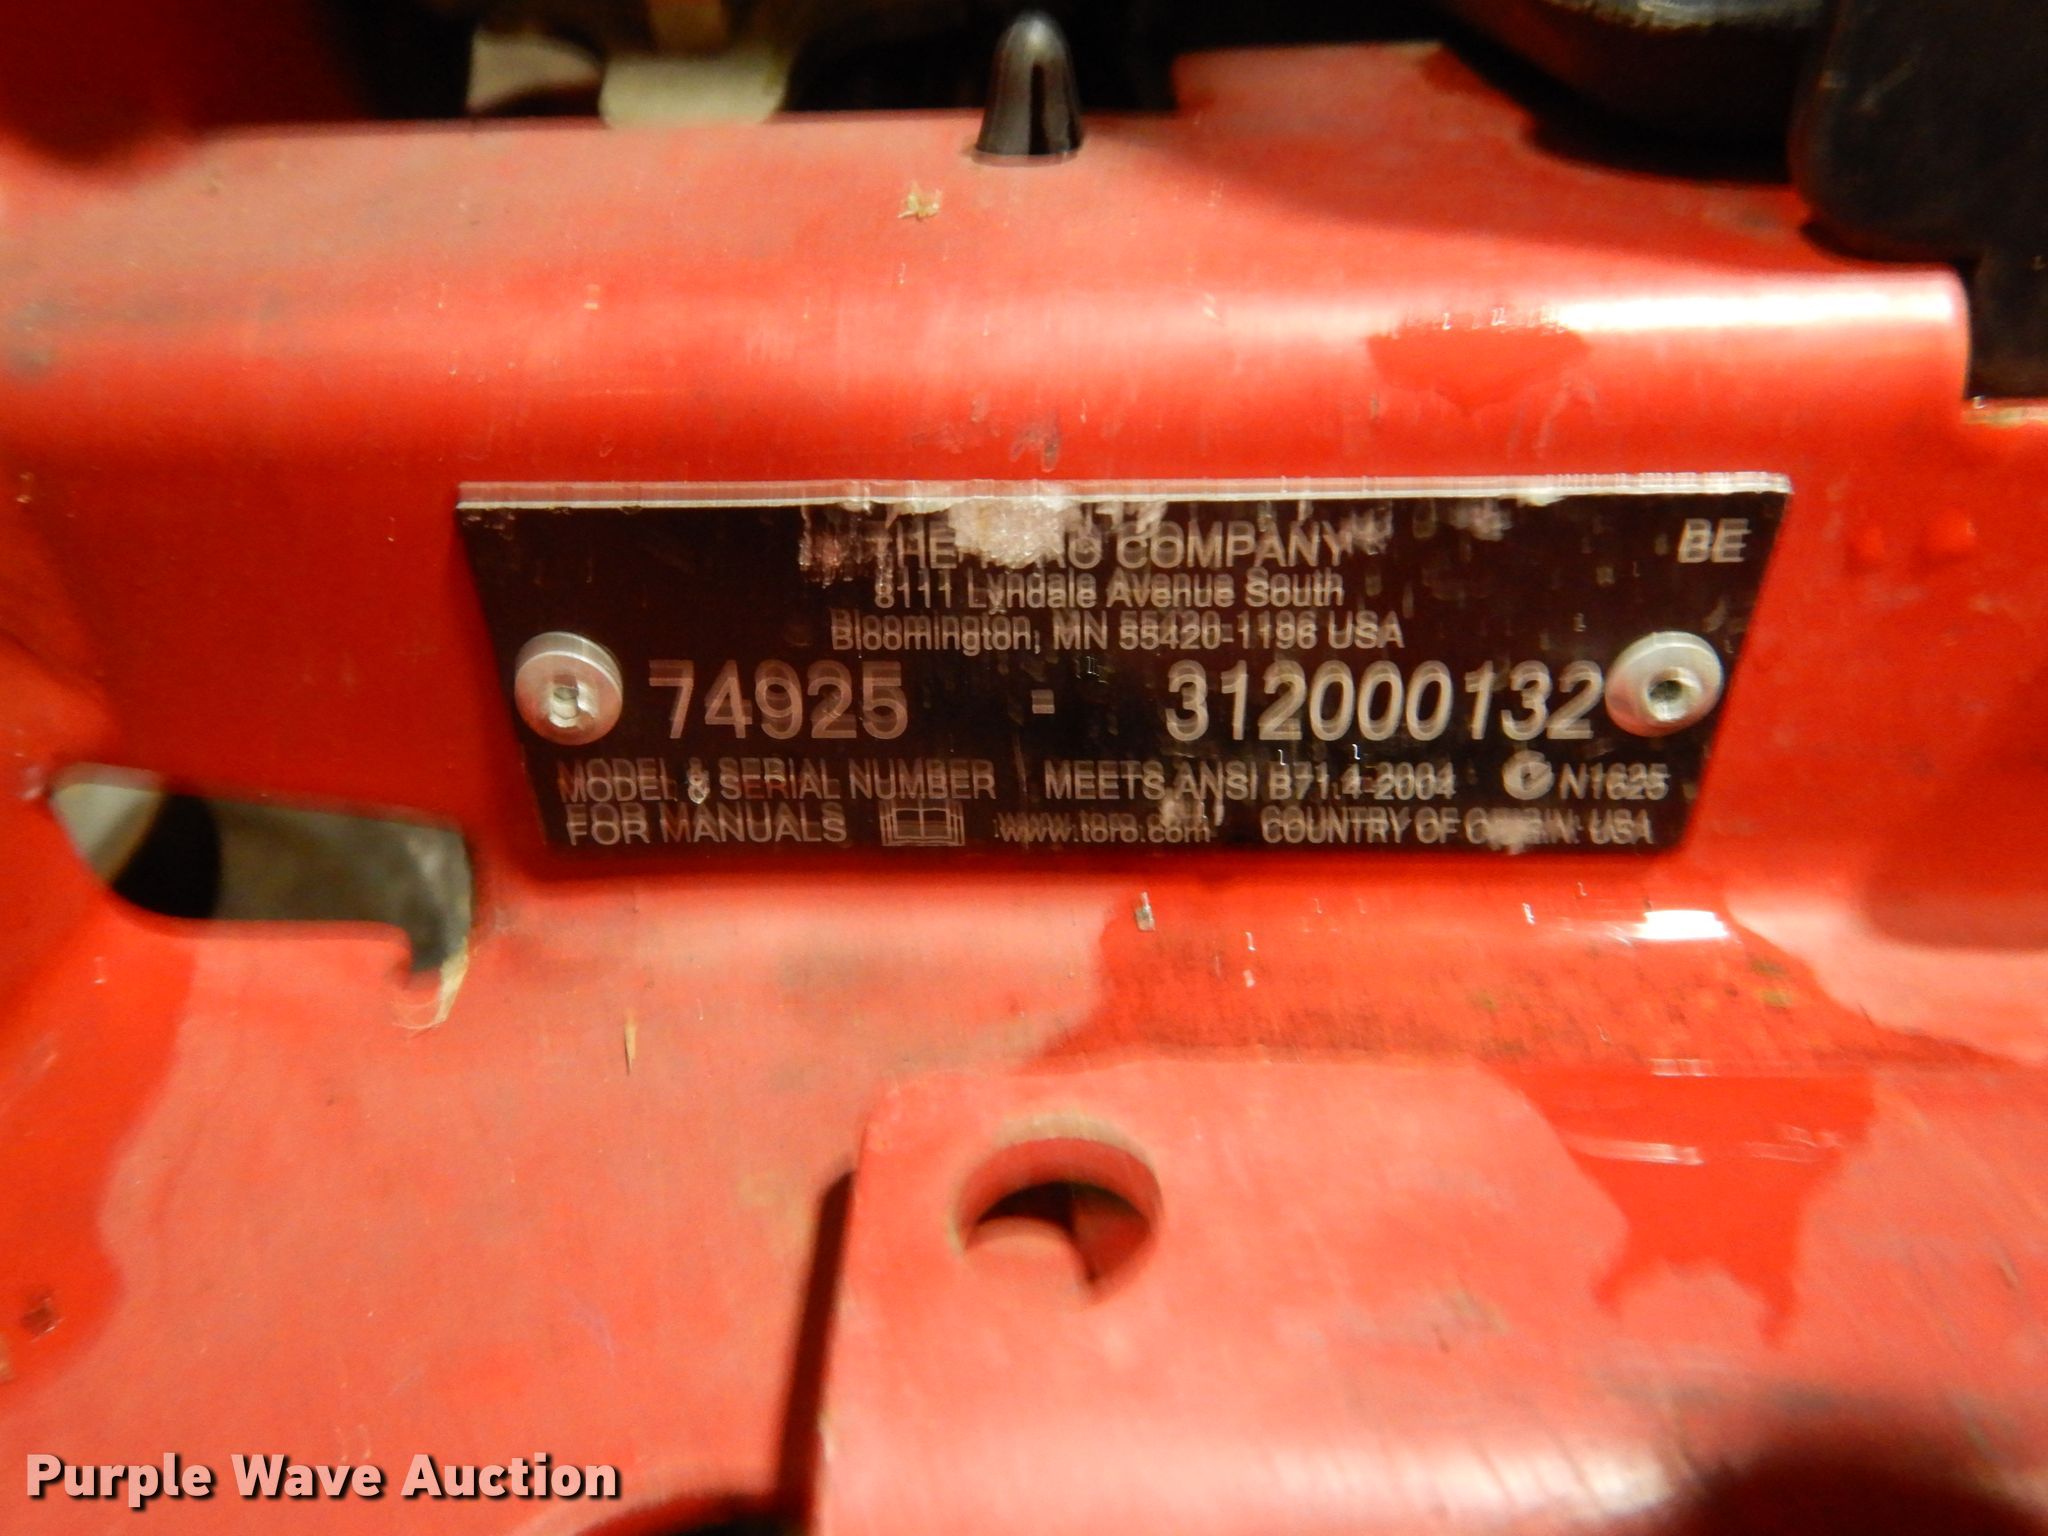 THE TORO COMPANY
BE
8111 Lyndale Avenue South
Bloomington, MN 55420-1196 USA
74925 - 312000132
MODEL & SERIAL NUMBER MEETS ANSI B71.4-2004 N1625
FOR MANUALS www.toro.com COUNTRY OF ORIGIN: USA
Purple Wave Auction